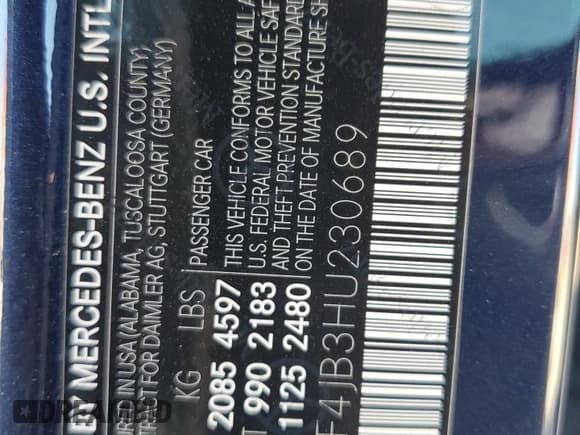 BY MERCEDES-BENZ U.S. INTL
IN USA (ALABAMA, TUSCALOOSA COUNTY)
FOR DAIMLER AG, STUTTGART (GERMANY)
KG LBS PASSENGER CAR
2085 4597 THIS VEHICLE CONFORMS TO ALL
990 2183 U.S. FEDERAL MOTOR VEHICLE SAF
1125 2480 AND THEFT PREVENTION STANDARD
ON THE DATE OF MANUFACTURE SH
F4JB3HU230689
DREAMBID